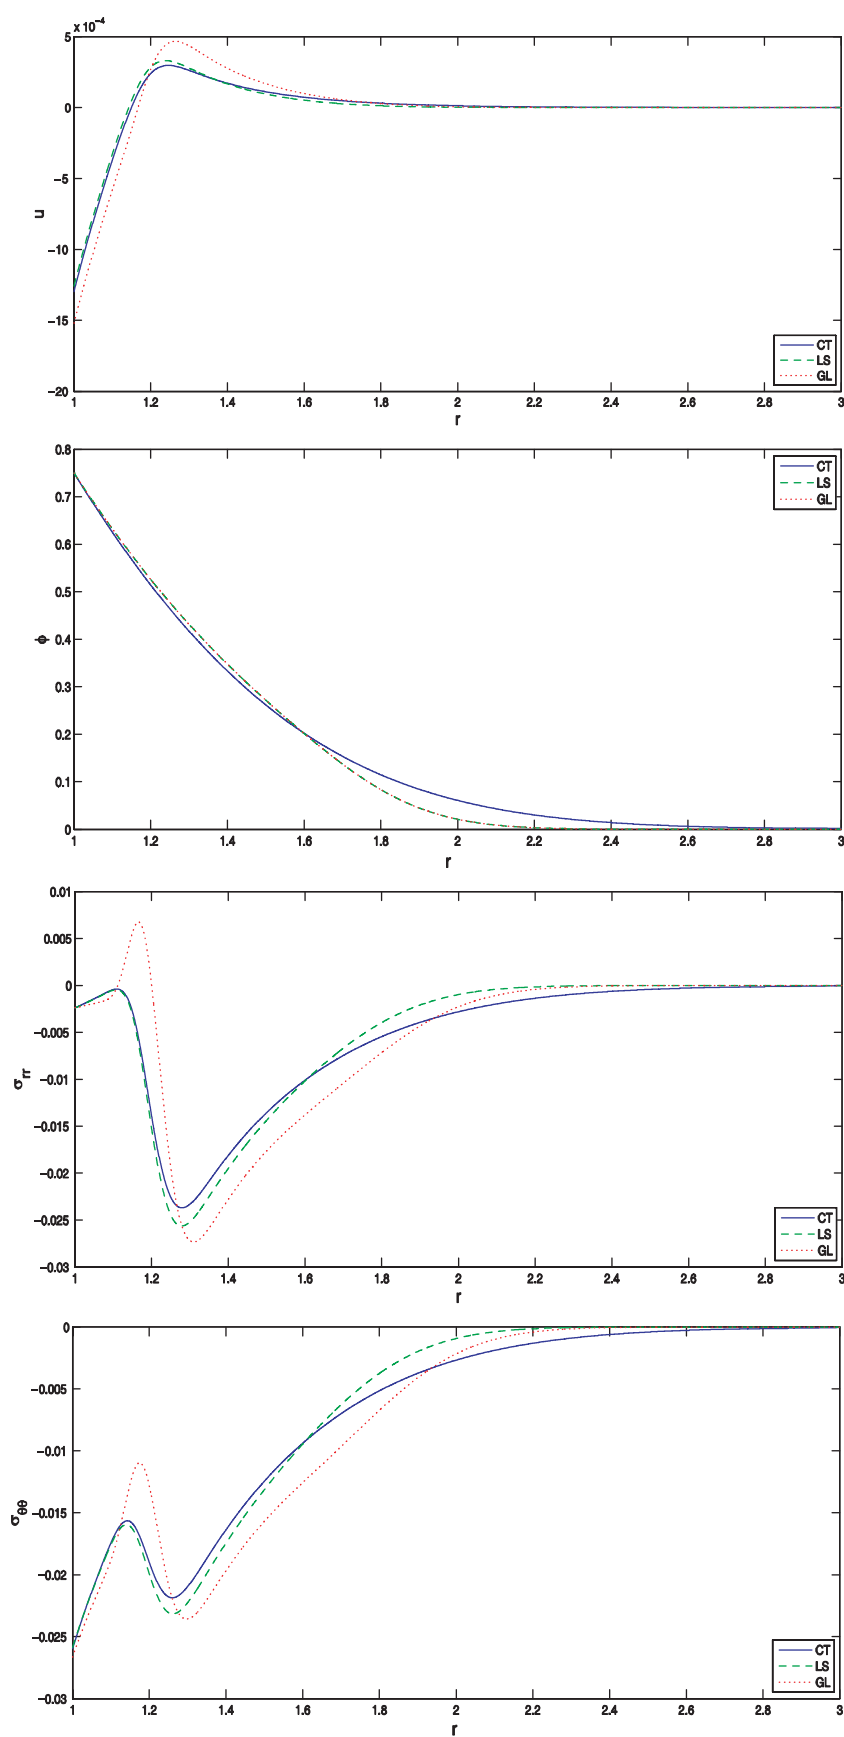 x 10⁻⁴
5
0
−5
−10
−15
−20
u
1 1.2 1.4 1.6 1.8 2 2.2 2.4 2.6 2.8 3
r
CT
LS
GL
0.8
0.7
0.6
0.5
0.4
0.3
0.2
0.1
0
ϕ
1 1.2 1.4 1.6 1.8 2 2.2 2.4 2.6 2.8 3
r
CT
LS
GL
0.01
0.005
0
−0.005
−0.01
−0.015
−0.02
−0.025
−0.03
σrr
1 1.2 1.4 1.6 1.8 2 2.2 2.4 2.6 2.8 3
r
CT
LS
GL
0
−0.005
−0.01
−0.015
−0.02
−0.025
−0.03
σθθ
1 1.2 1.4 1.6 1.8 2 2.2 2.4 2.6 2.8 3
r
CT
LS
GL